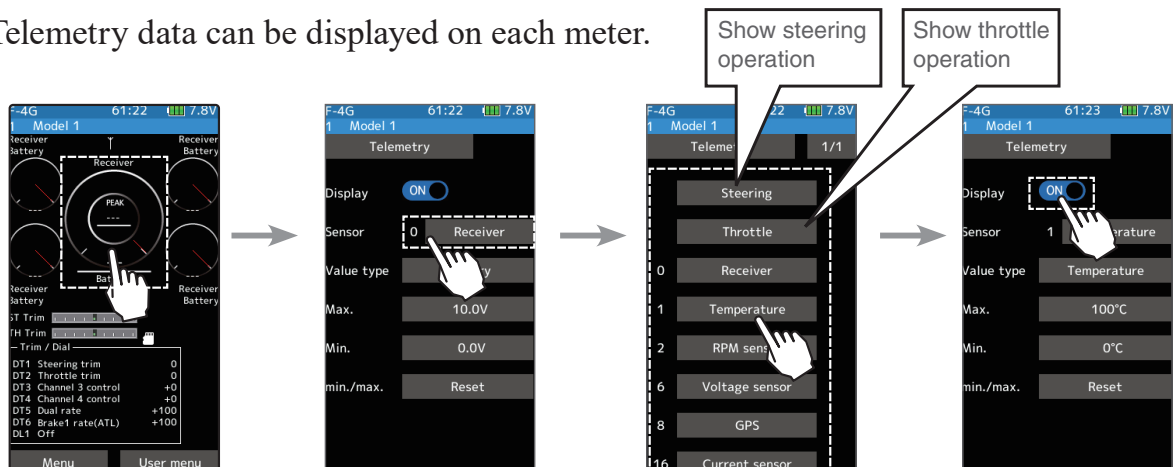 Telemetry data can be displayed on each meter.
Show steering
operation
Show throttle
operation
F-4G 61:22 7.8V
1 Model 1
Receiver
Battery
Receiver
Battery
Receiver
PEAK
---
Receiver
Battery
Receiver
Battery
ST Trim
TH Trim
Trim / Dial
DT1 Steering trim 0
DT2 Throttle trim 0
DT3 Channel 3 control +0
DT4 Channel 4 control +0
DT5 Dual rate +100
DT6 Brake1 rate(ATL) +100
DL1 Off
Menu User menu
F-4G 61:22 7.8V
1 Model 1
Telemetry
Display ON
Sensor 0 Receiver
Value type
Max. 10.0V
Min. 0.0V
min./max. Reset
F-4G :22 7.8V
1 Model 1
1/1
Steering
Throttle
0 Receiver
1 Temperature
2 RPM
6 Voltage sensor
8 GPS
16 Current sensor
F-4G 61:23 7.8V
1 Model 1
Telemetry
Display ON
Sensor 1
Value type Temperature
Max. 100°C
Min. 0°C
min./max. Reset